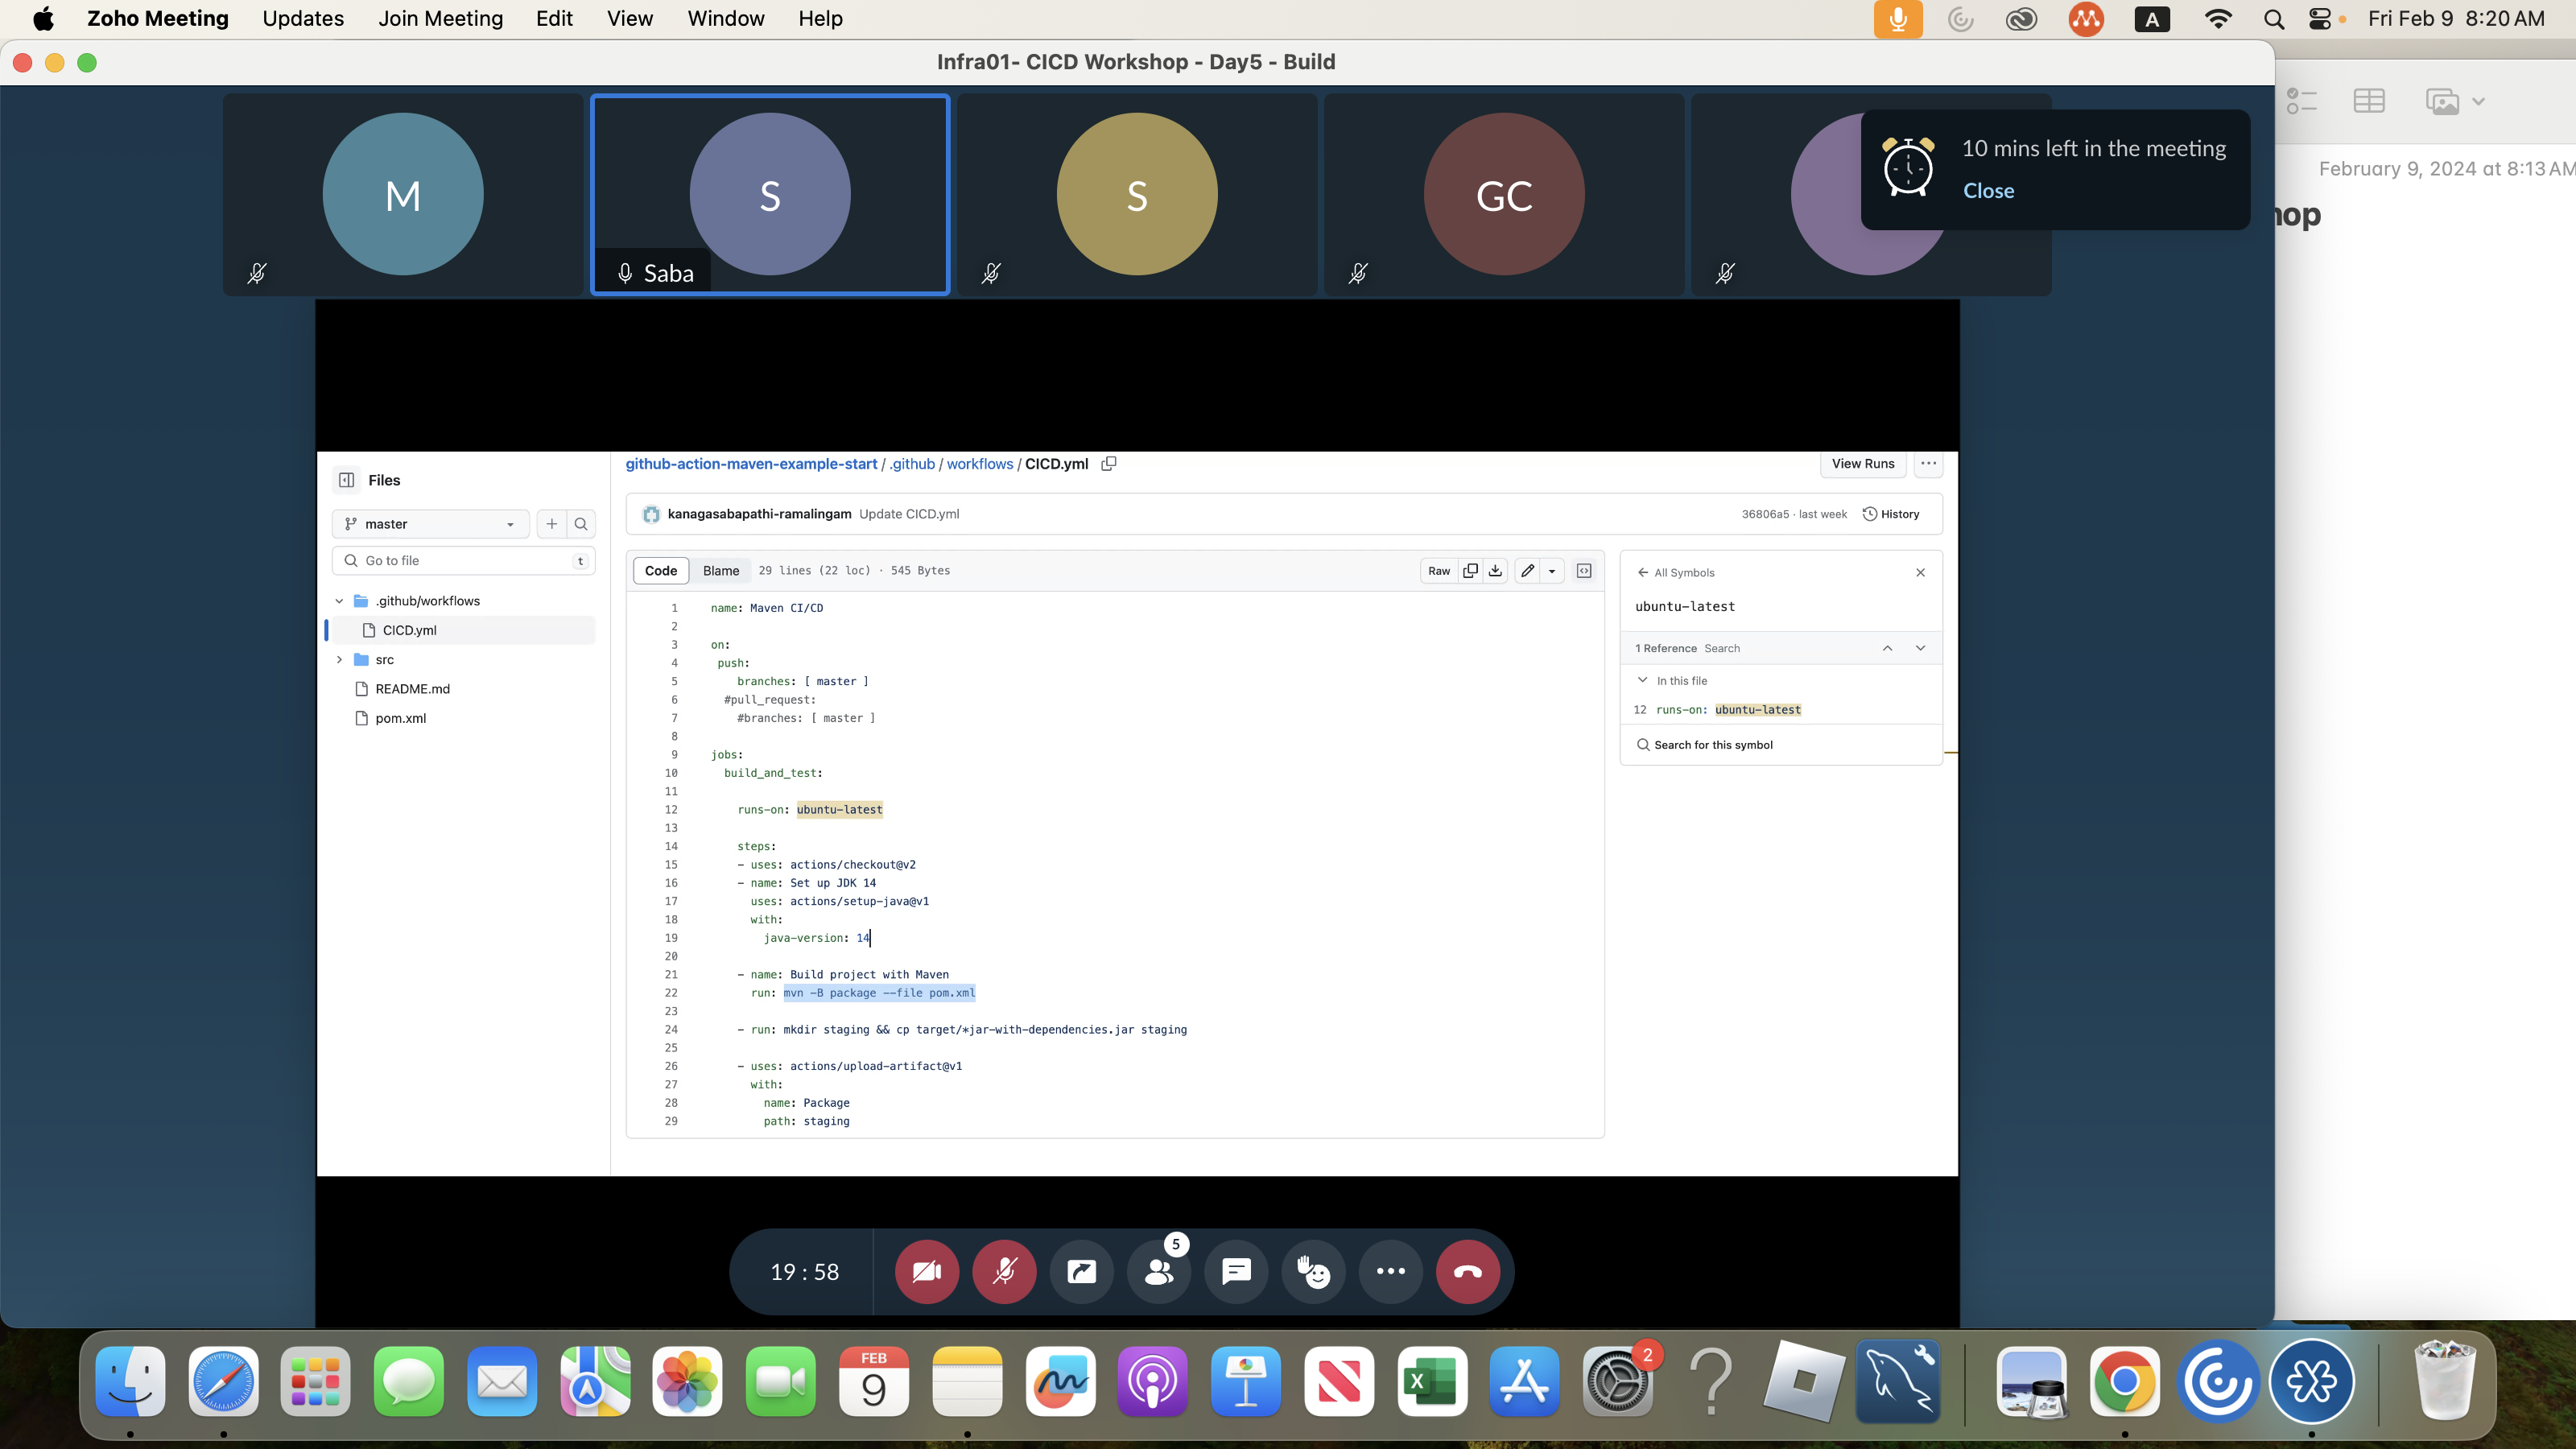 Zoho Meeting Updates Join Meeting Edit View Window Help
A Fri Feb 9 8:20 AM
Infra01- CICD Workshop - Day5 - Build
M
S
S
GC
Saba
10 mins left in the meeting
Close
February 9, 2024 at 8:13 AM
hop
Files
master
Go to file t
.github/workflows
CICD.yml
src
README.md
pom.xml
github-action-maven-example-start / .github / workflows / CICD.yml
View Runs
kanagasabapathi-ramalingam Update CICD.yml
36806a5 · last week History
Code Blame 29 lines (22 loc) · 545 Bytes
Raw
1 name: Maven CI/CD
2
3 on:
4 push:
5 branches: [ master ]
6 #pull_request:
7 #branches: [ master ]
8
9 jobs:
10 build_and_test:
11
12 runs-on: ubuntu-latest
13
14 steps:
15 - uses: actions/checkout@v2
16 - name: Set up JDK 14
17 uses: actions/setup-java@v1
18 with:
19 java-version: 14
20
21 - name: Build project with Maven
22 run: mvn -B package --file pom.xml
23
24 - run: mkdir staging && cp target/*jar-with-dependencies.jar staging
25
26 - uses: actions/upload-artifact@v1
27 with:
28 name: Package
29 path: staging
All Symbols
ubuntu-latest
1 Reference Search
In this file
12 runs-on: ubuntu-latest
Search for this symbol
19 : 58
5
FEB
9
X
2
?